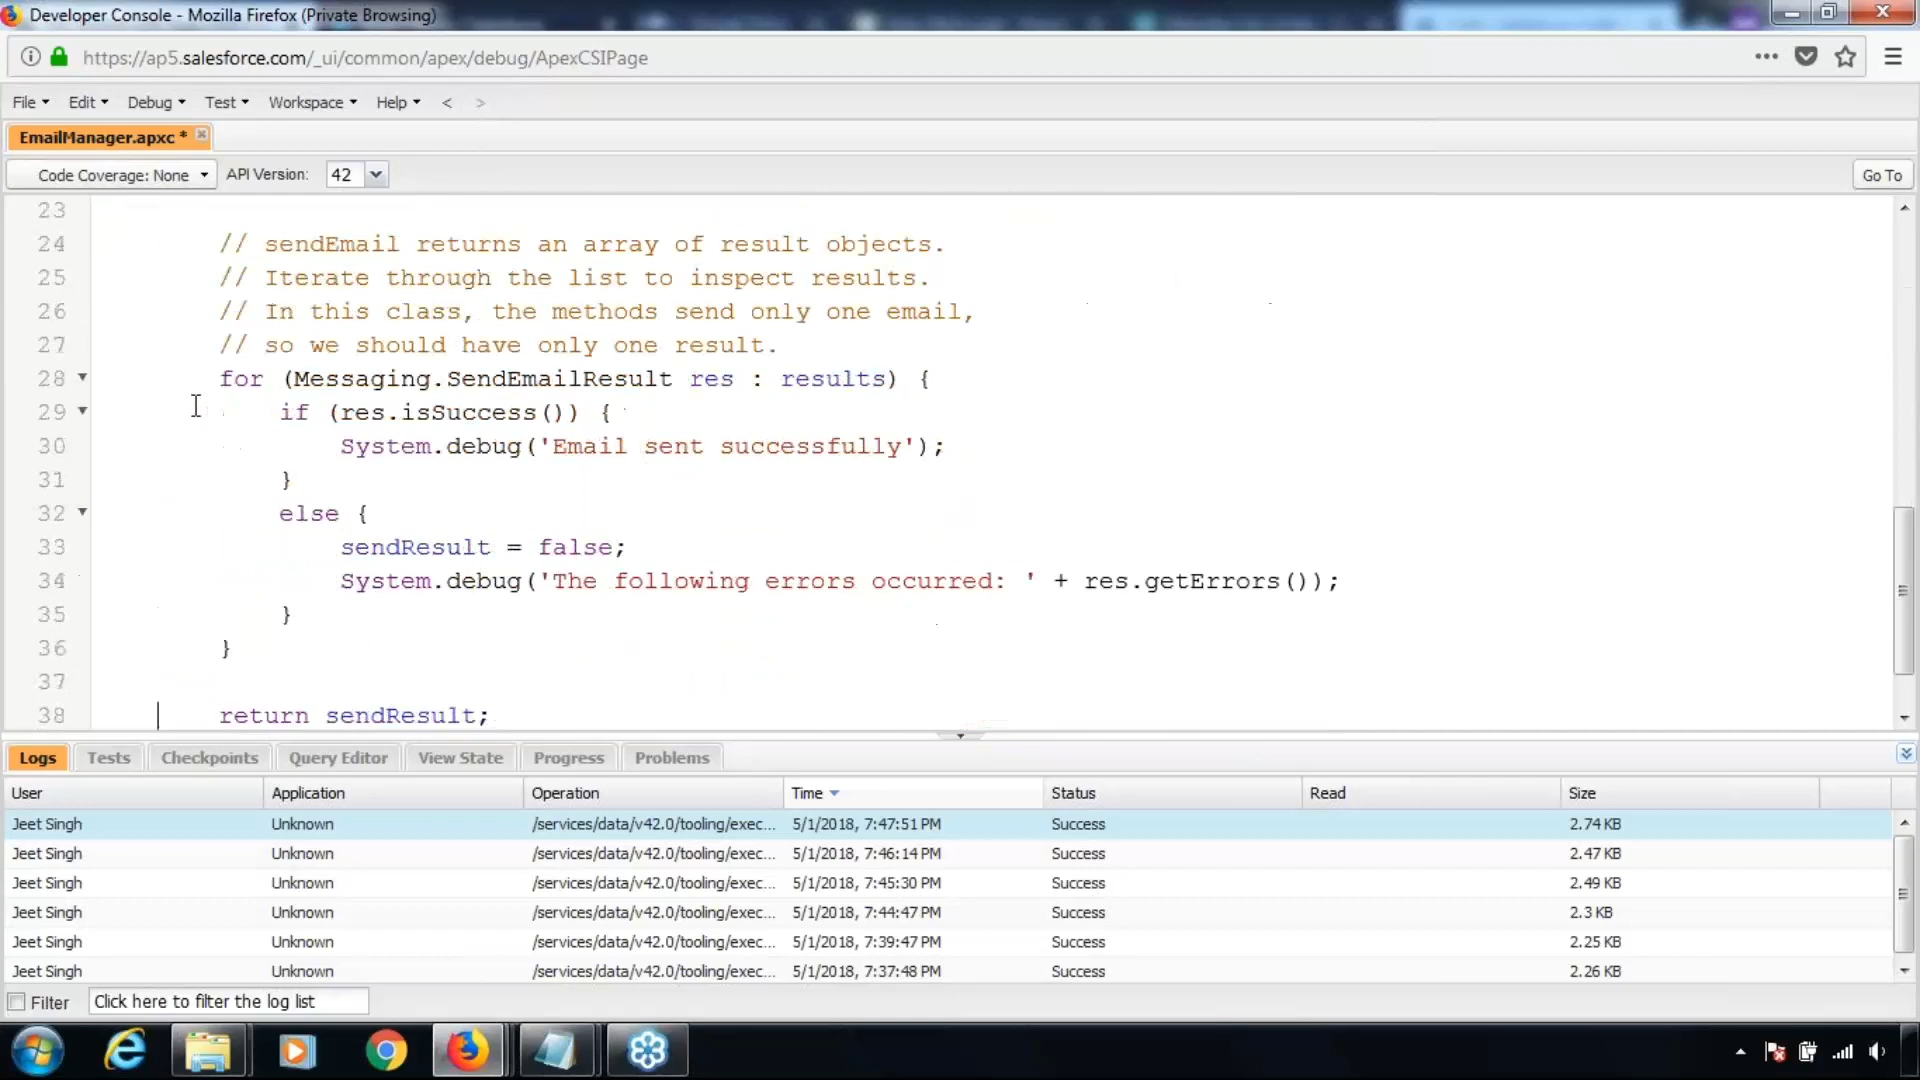 Developer Console - Mozilla Firefox (Private Browsing)
https://ap5.salesforce.com/_ui/common/apex/debug/ApexCSIPage
File Edit Debug Test Workspace Help < >
EmailManager.apxc *
Code Coverage: None API Version: 42 Go To
23
24 // sendEmail returns an array of result objects.
25 // Iterate through the list to inspect results.
26 // In this class, the methods send only one email,
27 // so we should have only one result.
28 for (Messaging.SendEmailResult res : results) {
29 if (res.isSuccess()) {
30 System.debug('Email sent successfully');
31 }
32 else {
33 sendResult = false;
34 System.debug('The following errors occurred: ' + res.getErrors());
35 }
36 }
37
38 return sendResult;
Logs Tests Checkpoints Query Editor View State Progress Problems
User Application Operation Time Status Read Size
Jeet Singh Unknown /services/data/v42.0/tooling/exec... 5/1/2018, 7:47:51 PM Success 2.74 KB
Jeet Singh Unknown /services/data/v42.0/tooling/exec... 5/1/2018, 7:46:14 PM Success 2.47 KB
Jeet Singh Unknown /services/data/v42.0/tooling/exec... 5/1/2018, 7:45:30 PM Success 2.49 KB
Jeet Singh Unknown /services/data/v42.0/tooling/exec... 5/1/2018, 7:44:47 PM Success 2.3 KB
Jeet Singh Unknown /services/data/v42.0/tooling/exec... 5/1/2018, 7:39:47 PM Success 2.25 KB
Jeet Singh Unknown /services/data/v42.0/tooling/exec... 5/1/2018, 7:37:48 PM Success 2.26 KB
Filter Click here to filter the log list